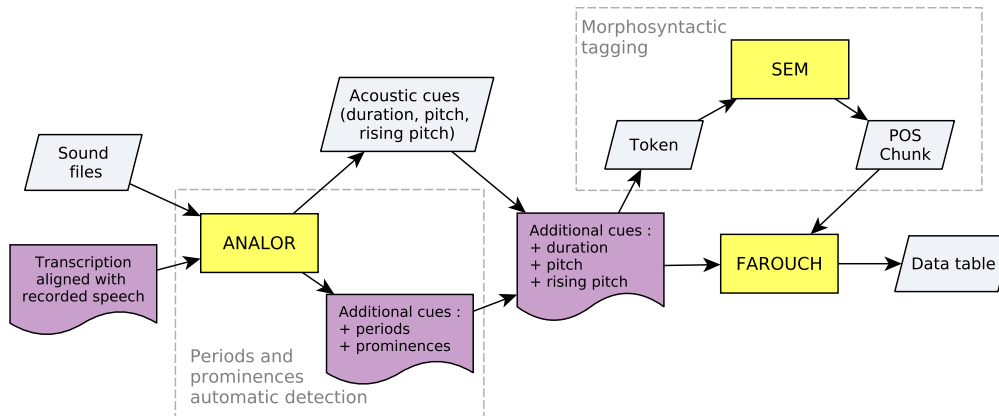 Morphosyntactic
tagging
SEM
Acoustic cues
(duration, pitch,
rising pitch)
Token
POS
Chunk
Sound
files
ANALOR
Additional cues :
+ duration
+ pitch
+ rising pitch
FAROUCH
Data table
Transcription
aligned with
recorded speech
Additional cues :
+ periods
+ prominences
Periods and
prominences
automatic detection